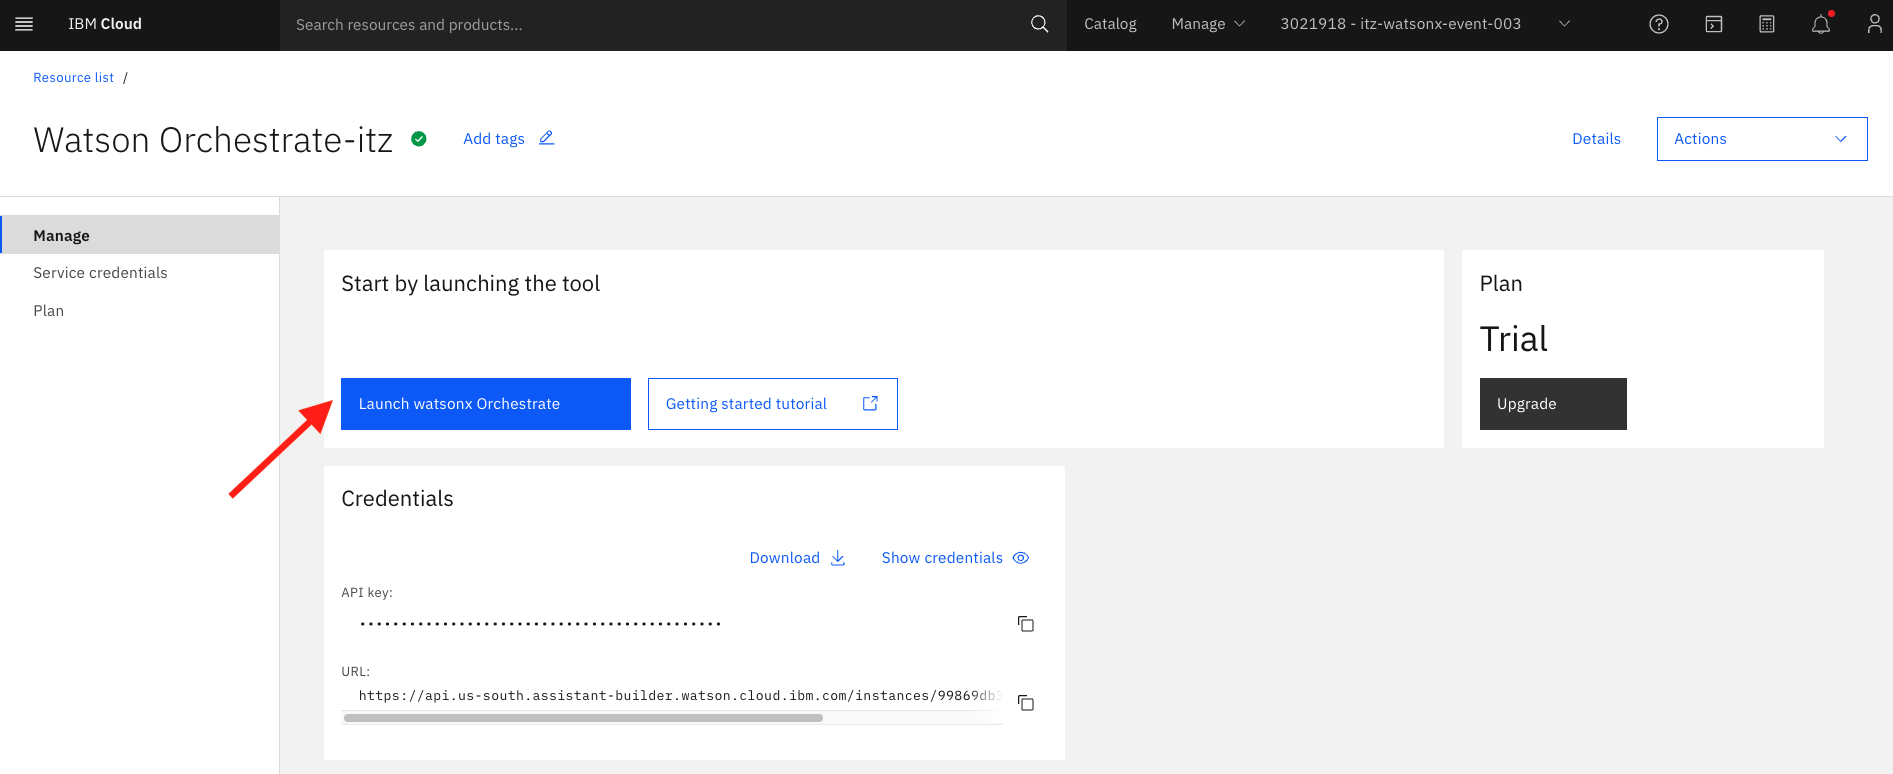 IBM Cloud
Search resources and products...
Catalog
Manage
3021918 - itz-watsonx-event-003
Resource list /
Watson Orchestrate-itz
Add tags
Details
Actions
Manage
Service credentials
Plan
Start by launching the tool
Launch watsonx Orchestrate
Getting started tutorial
Plan
Trial
Upgrade
Credentials
Download
Show credentials
API key:
••••••••••••••••••••••••••••••••••••••••••••
URL:
https://api.us-south.assistant-builder.watson.cloud.ibm.com/instances/99869db